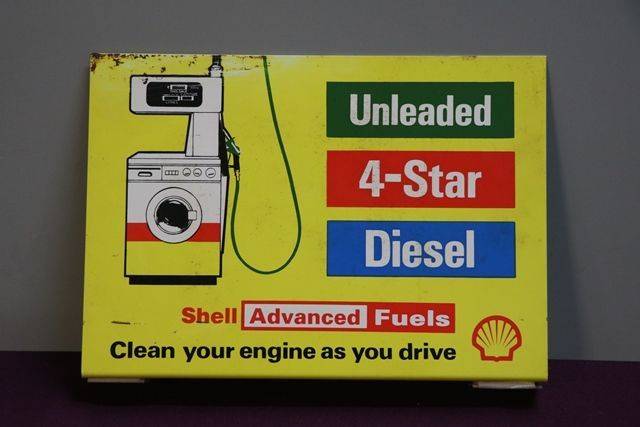 Unleaded
4-Star
Diesel
Shell Advanced Fuels
Clean your engine as you drive